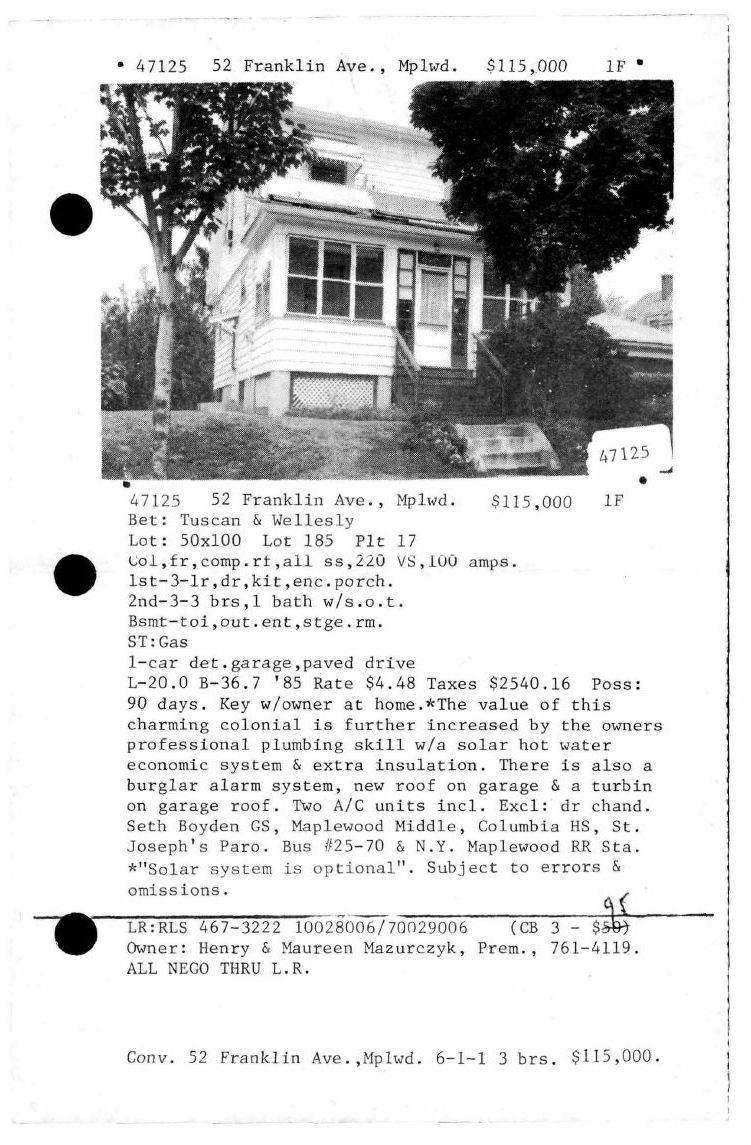 • 47125 52 Franklin Ave., Mplwd. $115,000 1F •
47125
47125 52 Franklin Ave., Mplwd. $115,000 1F
Bet: Tuscan & Wellesly
Lot: 50x100 Lot 185 Plt 17
Col,fr,comp.rf,all ss,220 VS,100 amps.
1st-3-lr,dr,kit,enc.porch.
2nd-3-3 brs,1 bath w/s.o.t.
Bsmt-toi,out.ent,stge.rm.
ST:Gas
1-car det.garage,paved drive
L-20.0 B-36.7 '85 Rate $4.48 Taxes $2540.16 Poss:
90 days. Key w/owner at home.*The value of this
charming colonial is further increased by the owners
professional plumbing skill w/a solar hot water
economic system & extra insulation. There is also a
burglar alarm system, new roof on garage & a turbin
on garage roof. Two A/C units incl. Excl: dr chand.
Seth Boyden GS, Maplewood Middle, Columbia HS, St.
Joseph's Paro. Bus #25-70 & N.Y. Maplewood RR Sta.
*"Solar system is optional". Subject to errors &
omissions.
95
LR:RLS 467-3222 10028006/70029006 (CB 3 - $50)
Owner: Henry & Maureen Mazurczyk, Prem., 761-4119.
ALL NEGO THRU L.R.
Conv. 52 Franklin Ave.,Mplwd. 6-1-1 3 brs. $115,000.